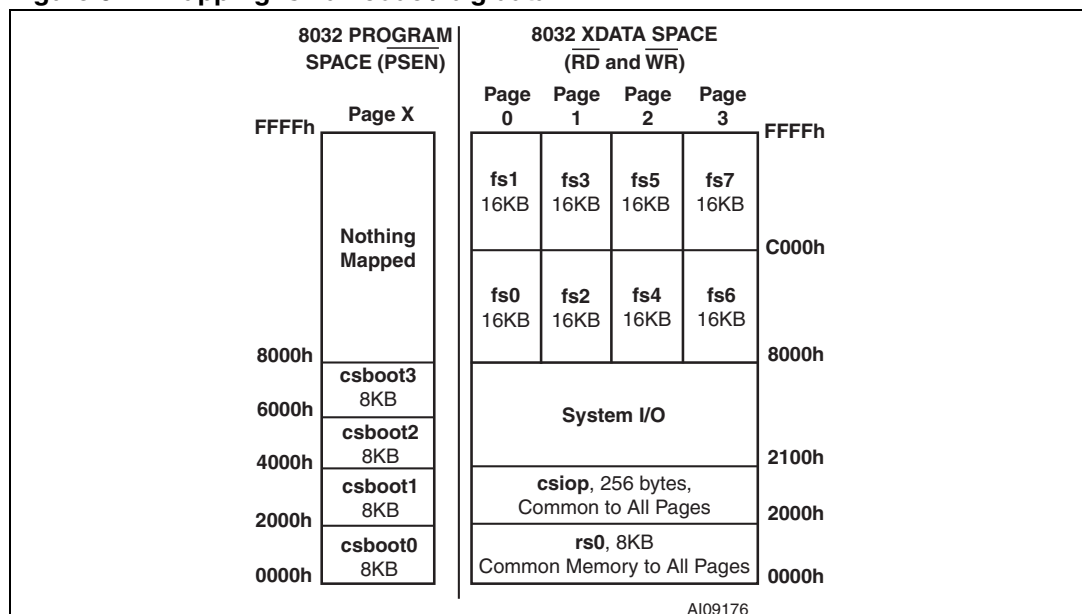 8032 PROGRAM
SPACE (PSEN)
8032 XDATA SPACE
(RD and WR)
Page X
Page 0
Page 1
Page 2
Page 3
FFFFh
FFFFh
Nothing
Mapped
fs1
16KB
fs3
16KB
fs5
16KB
fs7
16KB
C000h
fs0
16KB
fs2
16KB
fs4
16KB
fs6
16KB
8000h
8000h
csboot3
8KB
6000h
System I/O
csboot2
8KB
4000h
2100h
csboot1
8KB
csiop, 256 bytes,
Common to All Pages
2000h
2000h
csboot0
8KB
rs0, 8KB
Common Memory to All Pages
0000h
0000h
AI09176